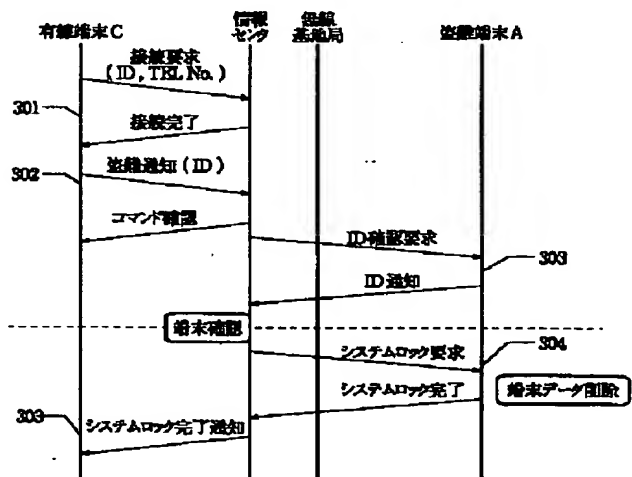 有線端末C
情報
センタ
無線
基地局
盗難端末A
接続要求
(ID, TEL No.)
301
接続完了
302
盗難通知 (ID)
コマンド確認
ID確認要求
303
ID通知
端末確認
システムロック要求
304
システムロック完了
端末データ削除
303
システムロック完了通知